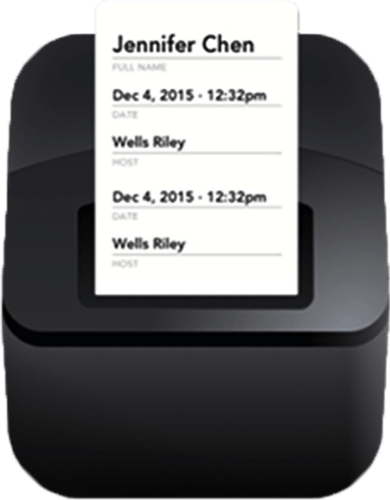 Jennifer Chen
FULL NAME
Dec 4, 2015 - 12:32pm
DATE
Wells Riley
HOST
Dec 4, 2015 - 12:32pm
DATE
Wells Riley
HOST